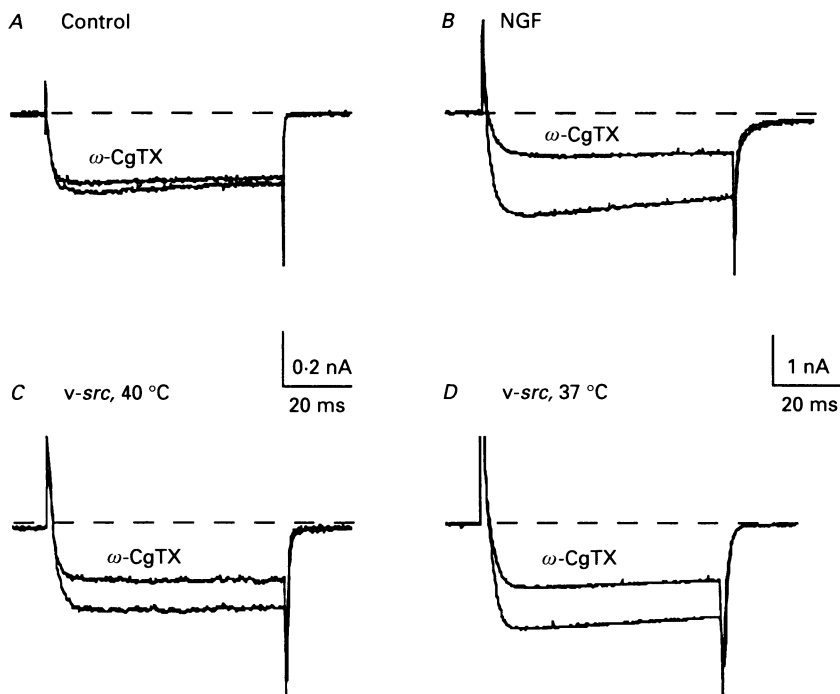 A Control
B NGF
ω-CgTX
ω-CgTX
0·2 nA
20 ms
1 nA
20 ms
C v-src, 40 °C
D v-src, 37 °C
ω-CgTX
ω-CgTX